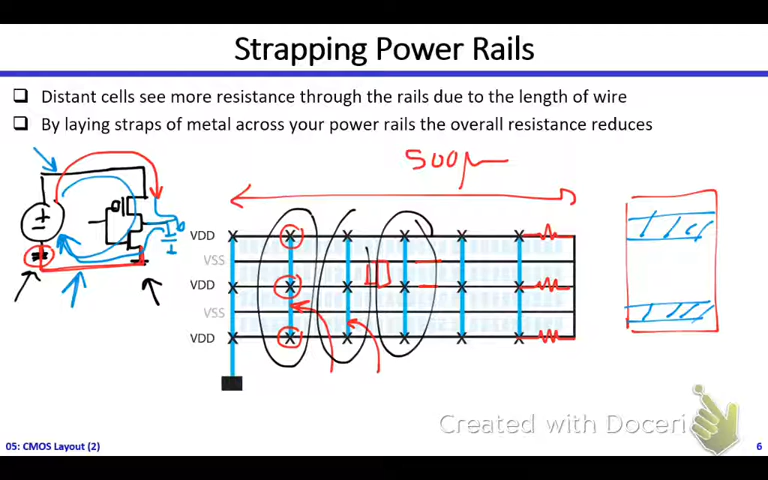 Strapping Power Rails
Distant cells see more resistance through the rails due to the length of wire
By laying straps of metal across your power rails the overall resistance reduces
500μ
VDD
VSS
VDD
VSS
VDD
Created with Doceri
05: CMOS Layout (2)
6